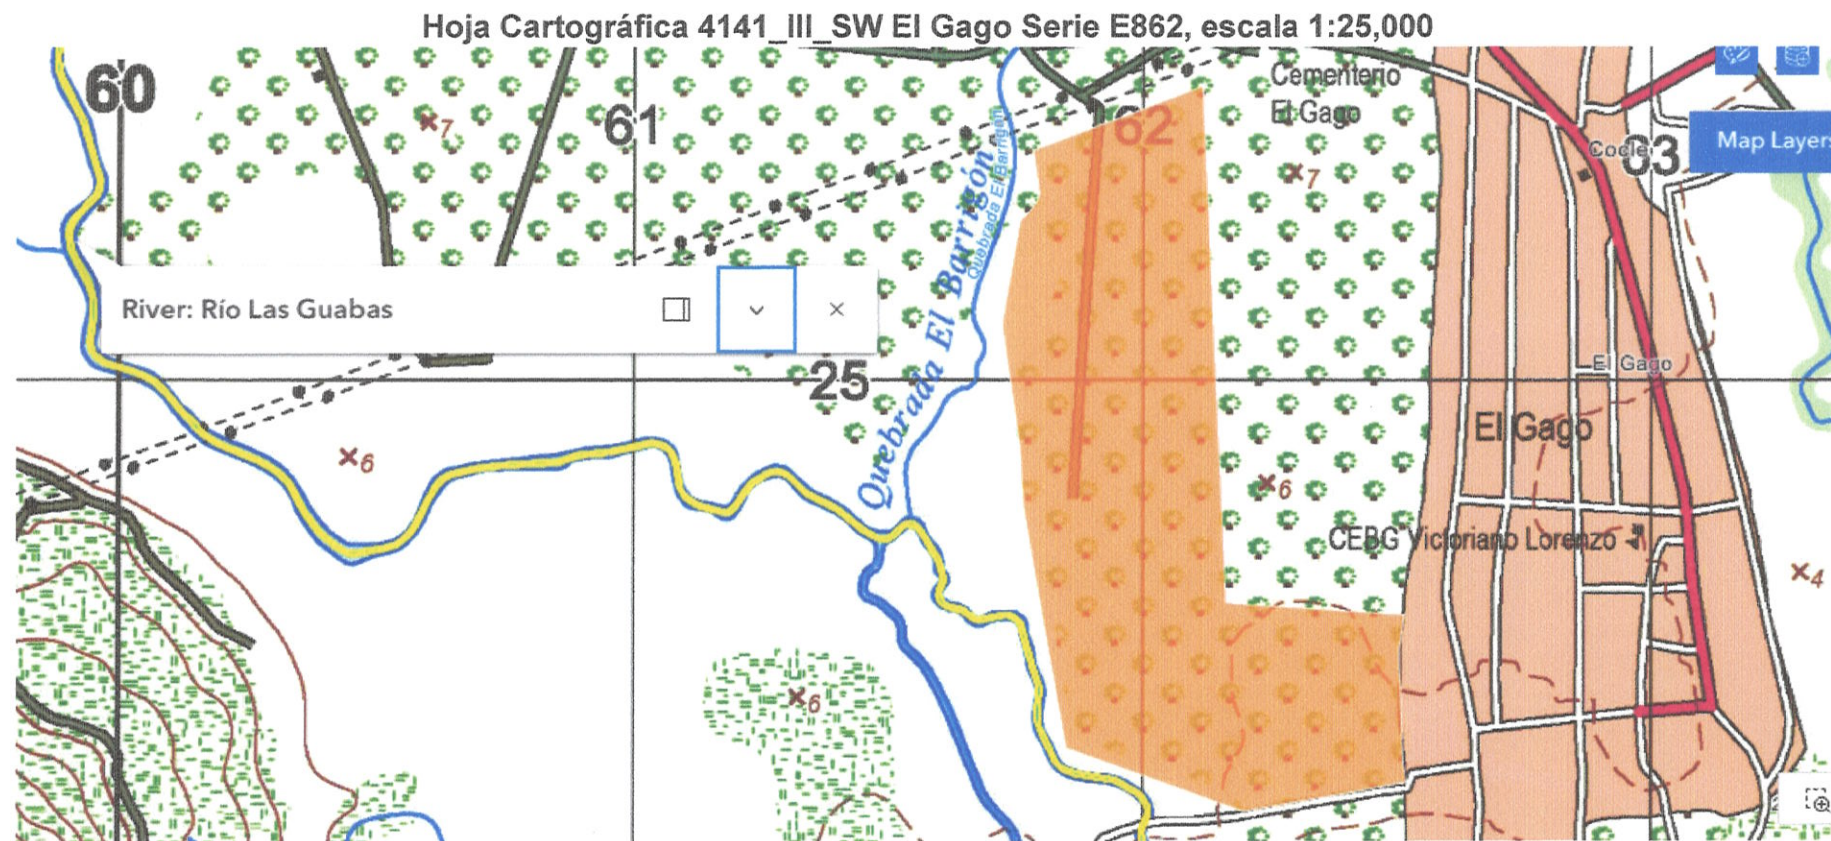 Hoja Cartográfica 4141_III_SW El Gago Serie E862, escala 1:25,000
60
61
62
63
7
Cementerio
El Gago
7
Cocle
Map Layers
Quebrada El Barrigón
Quebrada El Barrigón
River: Río Las Guabas
25
El Gago
El Gago
6
6
CEBG Victoriano Lorenzo
4
6